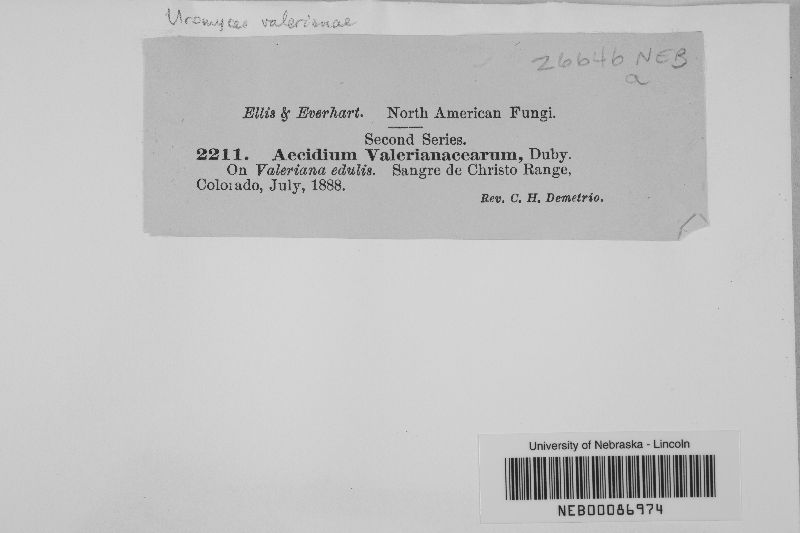 Uromyces valerianae
26646 NEB
a
Ellis & Everhart. North American Fungi.
Second Series.
2211. Aecidium Valerianacearum, Duby.
On Valeriana edulis. Sangre de Christo Range,
Colorado, July, 1888.
Rev. C. H. Demetrio.
University of Nebraska - Lincoln
NEB00086974